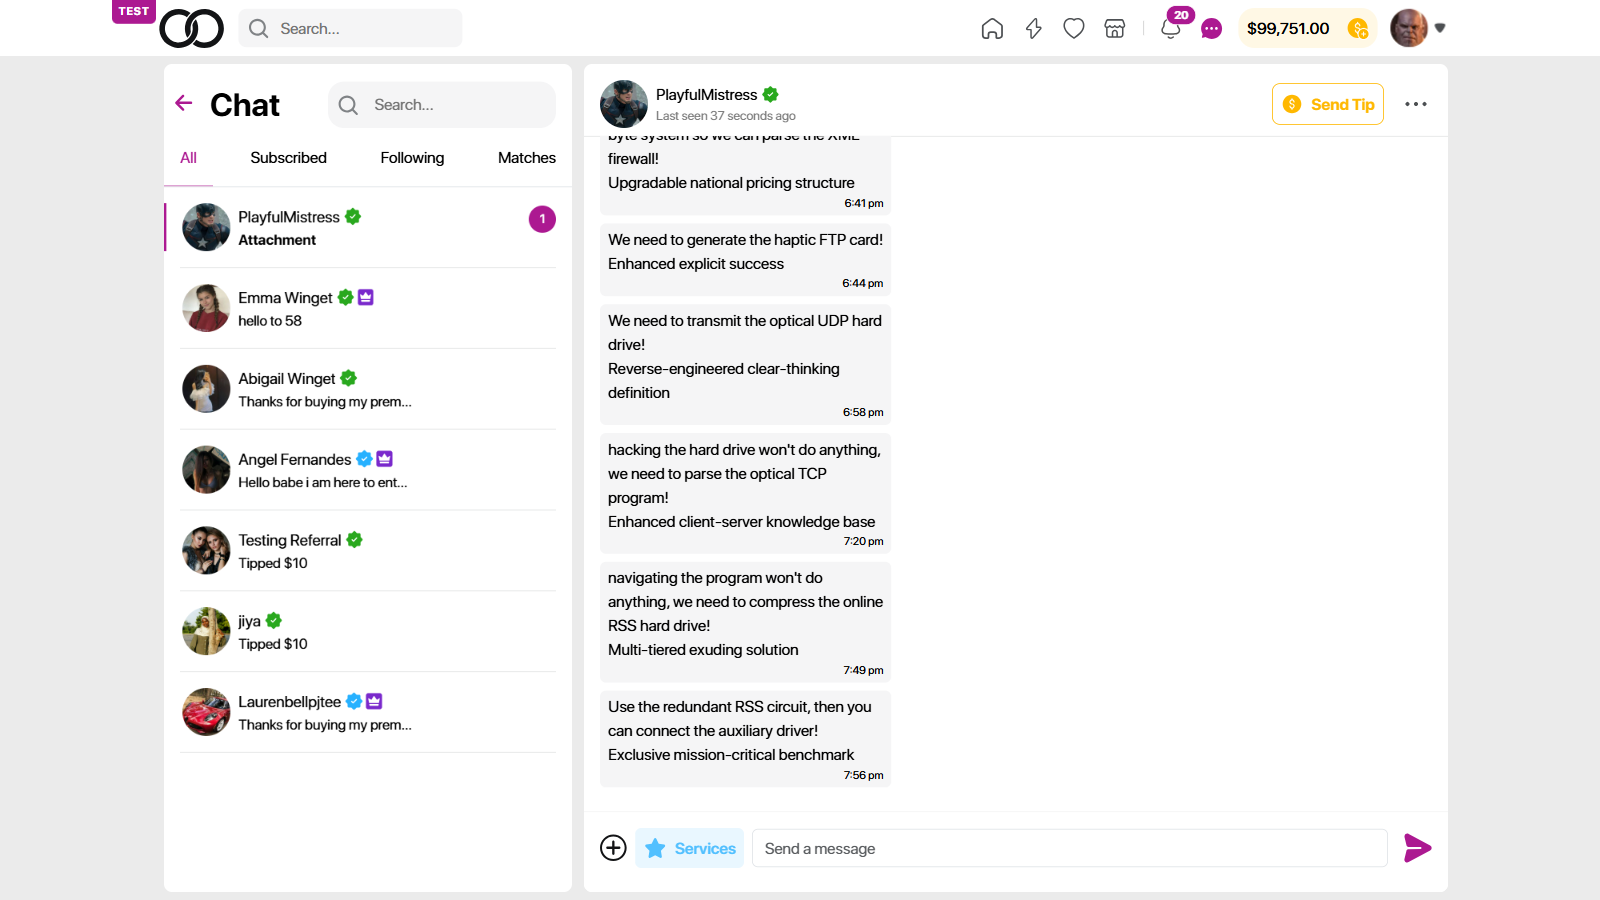 TEST
Search...
20
$99,751.00
Chat
Search...
All
Subscribed
Following
Matches
PlayfulMistress
Attachment
1
Emma Winget
hello to 58
Abigail Winget
Thanks for buying my prem...
Angel Fernandes
Hello babe i am here to ent...
Testing Referral
Tipped $10
jiya
Tipped $10
Laurenbellpjtee
Thanks for buying my prem...
PlayfulMistress
Last seen 37 seconds ago
Send Tip
byte system so we can parse the XML
firewall!
Upgradable national pricing structure
6:41 pm
We need to generate the haptic FTP card!
Enhanced explicit success
6:44 pm
We need to transmit the optical UDP hard
drive!
Reverse-engineered clear-thinking
definition
6:58 pm
hacking the hard drive won't do anything,
we need to parse the optical TCP
program!
Enhanced client-server knowledge base
7:20 pm
navigating the program won't do
anything, we need to compress the online
RSS hard drive!
Multi-tiered exuding solution
7:49 pm
Use the redundant RSS circuit, then you
can connect the auxiliary driver!
Exclusive mission-critical benchmark
7:56 pm
Services
Send a message